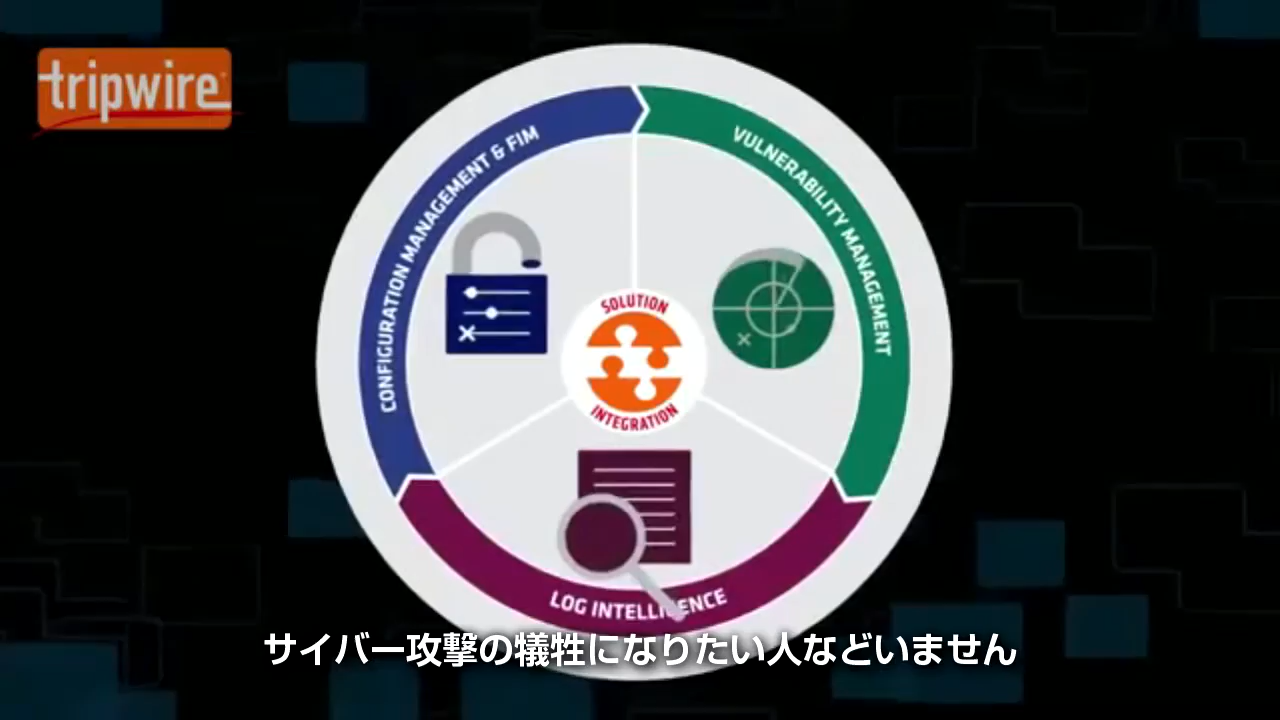 tripwire
CONFIGURATION MANAGEMENT & FIM
VULNERABILITY MANAGEMENT
SOLUTION
INTEGRATION
LOG INTELLIGENCE
サイバー攻撃の犠牲になりたい人などいません